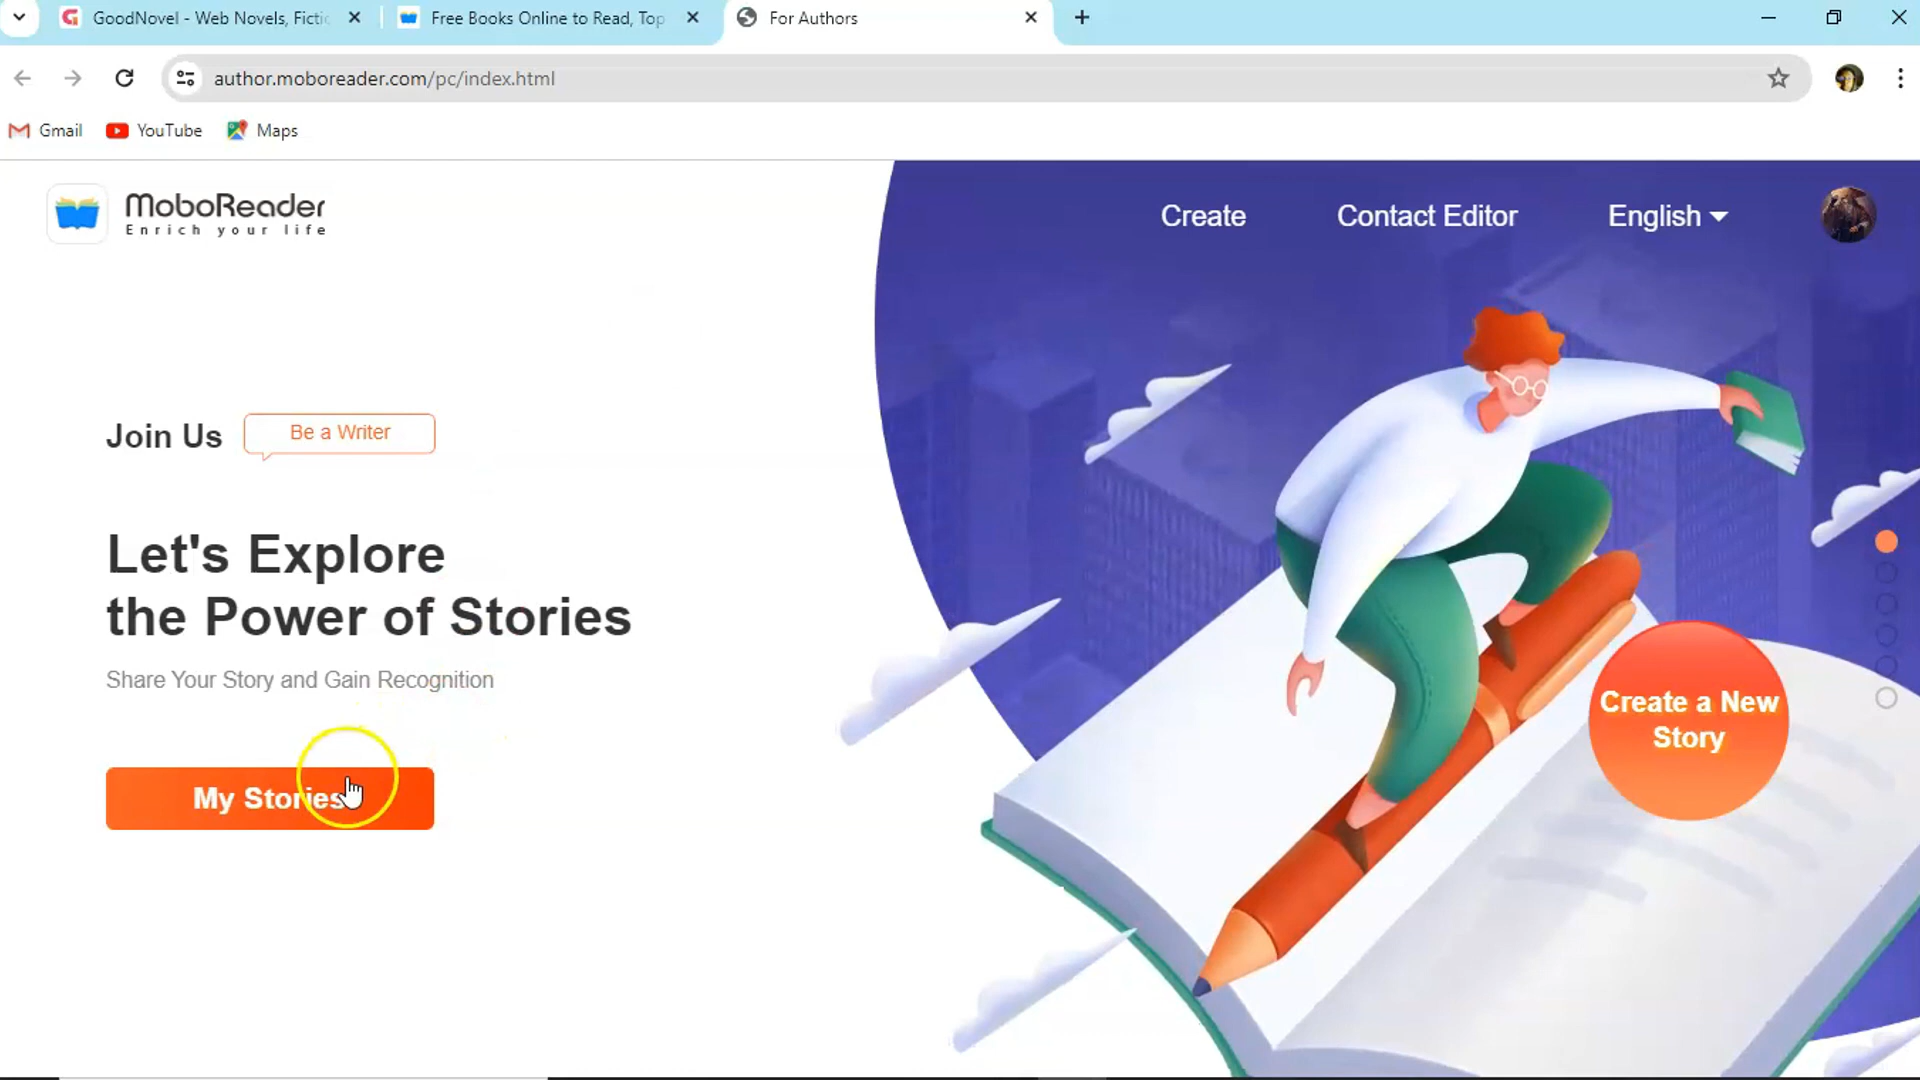 GoodNovel - Web Novels, Ficti
Free Books Online to Read, Top
For Authors
author.moboreader.com/pc/index.html
Gmail
YouTube
Maps
MoboReader
Enrich your life
Create
Contact Editor
English
Join Us
Be a Writer
Let's Explore
the Power of Stories
Share Your Story and Gain Recognition
My Stories
Create a New
Story